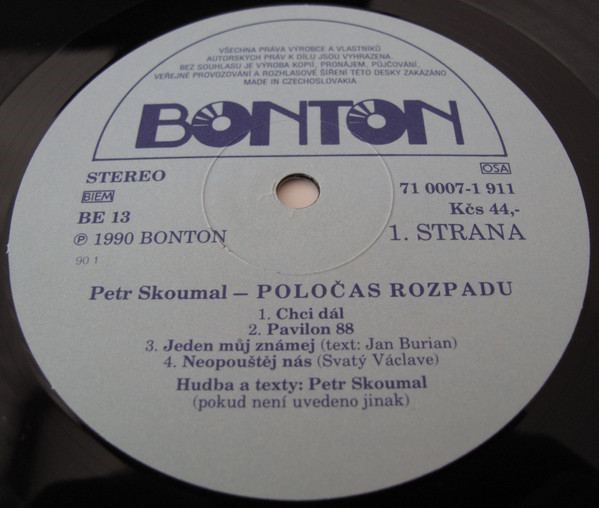 VŠECHNA PRÁVA VÝROBCE A VLASTNÍKŮ
AUTORSKÝCH PRÁV K DÍLU JSOU VYHRAZENA.
BEZ SOUHLASU JE VÝROBA KOPIÍ, PRONÁJEM, PŮJČOVÁNÍ,
VEŘEJNÉ PROVOZOVÁNÍ A ROZHLASOVÉ ŠÍŘENÍ TÉTO DESKY ZAKÁZÁNO
MADE IN CZECHOSLOVAKIA
BONTON
STEREO
OSA
BIEM
71 0007-1 911
BE 13
Kčs 44,-
℗ 1990 BONTON
1. STRANA
90 1
Petr Skoumal – POLOČAS ROZPADU
1. Chci dál
2. Pavilon 88
3. Jeden můj známej (text: Jan Burian)
4. Neopouštěj nás (Svatý Václave)
Hudba a texty: Petr Skoumal
(pokud není uvedeno jinak)